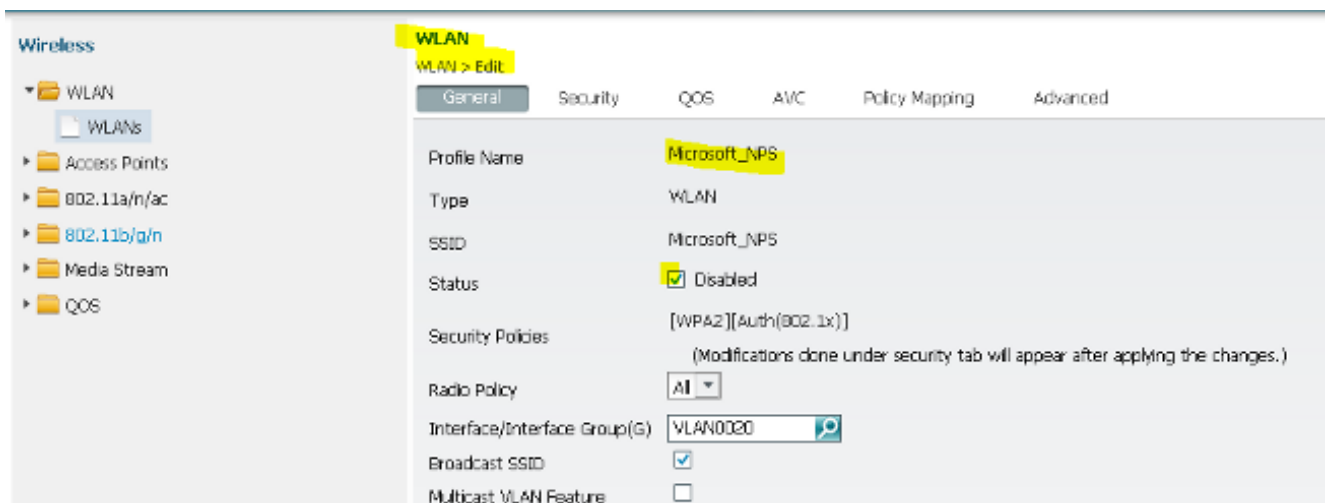 Wireless
WLAN
WLANs
Access Points
802.11a/n/ac
802.11b/g/n
Media Stream
QOS
WLAN
WLAN > Edit
General Security QOS AVC Policy Mapping Advanced
Profile Name Microsoft_NPS
Type WLAN
SSID Microsoft_NPS
Status Disabled
Security Policies [WPA2][Auth(802.1x)]
(Modifications done under security tab will appear after applying the changes.)
Radio Policy All
Interface/Interface Group(G) VLAN0020
Broadcast SSID
Multicast VLAN Feature